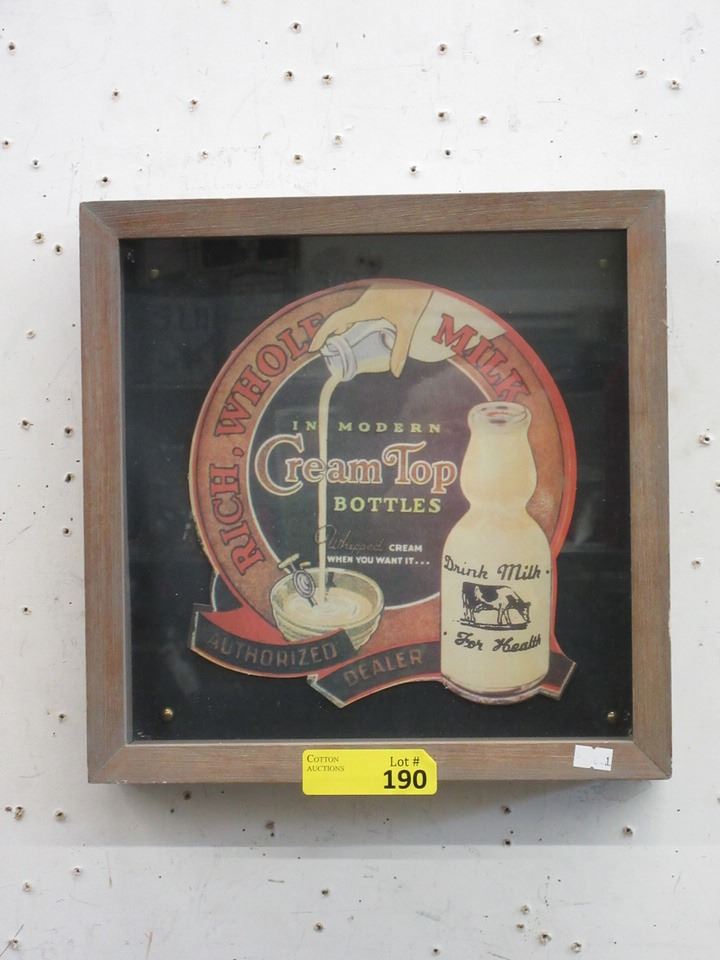 RICH, WHOLE MILK
IN MODERN
Cream Top
BOTTLES
Whipped CREAM
WHEN YOU WANT IT...
Drink Milk
For Health
AUTHORIZED DEALER
COTTON AUCTIONS
Lot #
190
1